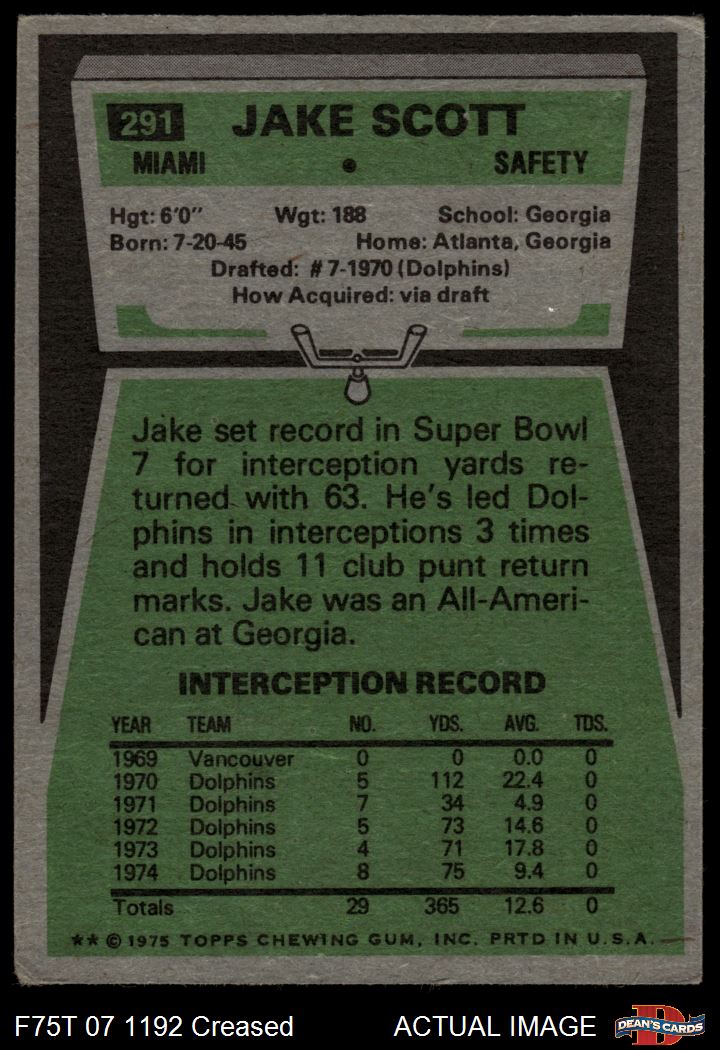 291 JAKE SCOTT
MIAMI • SAFETY
Hgt: 6'0" Wgt: 188 School: Georgia
Born: 7-20-45 Home: Atlanta, Georgia
Drafted: #7-1970 (Dolphins)
How Acquired: via draft
Jake set record in Super Bowl
7 for interception yards re-
turned with 63. He's led Dol-
phins in interceptions 3 times
and holds 11 club punt return
marks. Jake was an All-Ameri-
can at Georgia.
INTERCEPTION RECORD
YEAR TEAM NO. YDS. AVG. TDS.
1969 Vancouver 0 0 0.0 0
1970 Dolphins 5 112 22.4 0
1971 Dolphins 7 34 4.9 0
1972 Dolphins 5 73 14.6 0
1973 Dolphins 4 71 17.8 0
1974 Dolphins 8 75 9.4 0
Totals 29 365 12.6 0
** © 1975 TOPPS CHEWING GUM, INC. PRTD IN U.S.A.
F75T 07 1192 Creased ACTUAL IMAGE D DEAN'S CARDS